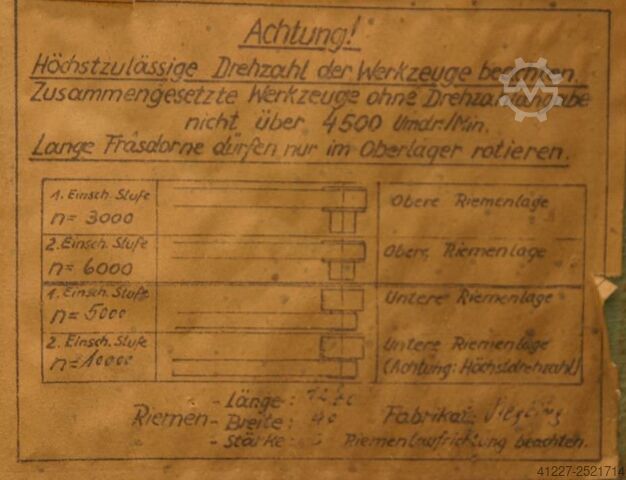 Achtung!
Höchstzulässige Drehzahl der Werkzeuge beachten.
Zusammengesetzte Werkzeuge ohne Drehzahlangabe
nicht über 4500 Umdr./Min.
Lange Fräsdorne dürfen nur im Oberlager rotieren.
1. Einsch. Stufe
n= 3000
Obere Riemenlage
2. Einsch. Stufe
n= 6000
Obere Riemenlage
1. Einsch. Stufe
n= 5000
Untere Riemenlage
2. Einsch. Stufe
n= 10000
Untere Riemenlage
(Achtung: Höchstdrehzahl)
Riemen - Länge:
- Breite: 40
- Stärke:
Fabrikat:
Riemenlaufrichtung beachten.
41227-2521714